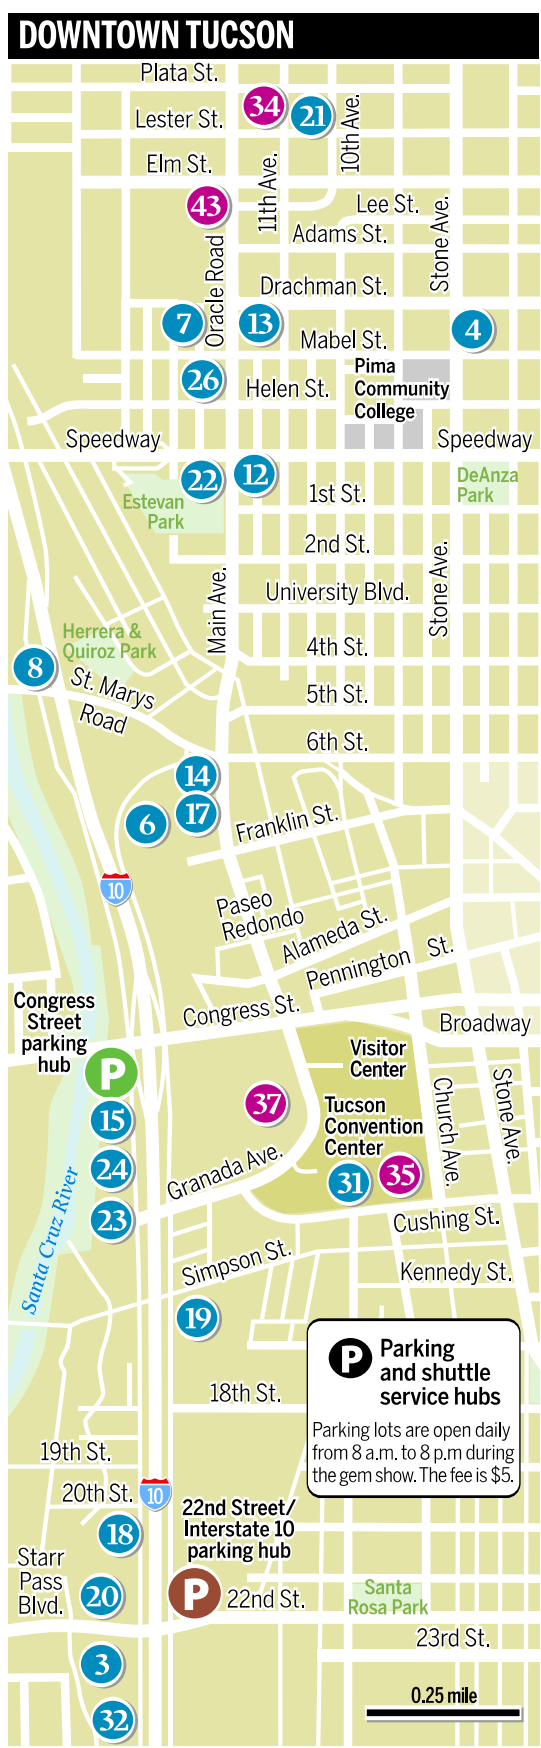 DOWNTOWN TUCSON
Plata St.
34
21
Lester St.
10th Ave.
Elm St.
11th Ave.
43
Lee St.
Stone Ave.
Adams St.
Oracle Road
Drachman St.
7
13
4
Mabel St.
26
Helen St.
Pima
Community
College
Speedway
Speedway
22
12
DeAnza
Park
1st St.
Estevan
Park
2nd St.
Main Ave.
University Blvd.
Stone Ave.
Herrera &
Quiroz Park
4th St.
8
St. Marys
Road
5th St.
6th St.
14
17
6
Franklin St.
10
Paseo
Redondo
Alameda St.
Pennington St.
Congress
Street
parking
hub
Congress St.
Broadway
P
Visitor
Center
37
Tucson
Convention
Center
Church Ave.
Stone Ave.
15
24
Granada Ave.
31
35
Santa Cruz River
23
Cushing St.
Simpson St.
Kennedy St.
19
P
Parking
and shuttle
service hubs
Parking lots are open daily
from 8 a.m. to 8 p.m during
the gem show. The fee is $5.
18th St.
19th St.
20th St.
10
22nd Street/
Interstate 10
parking hub
18
Starr
Pass
Blvd.
20
P
22nd St.
Santa
Rosa Park
23rd St.
3
0.25 mile
32